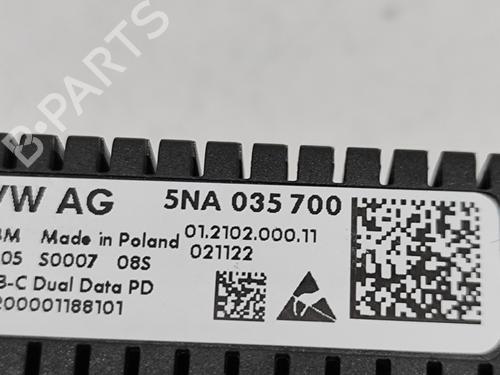 B-PARTS
VW AG 5NA 035 700
Made in Poland 01.2102.000.11
05 S0007 08S 021122
B-C Dual Data PD
200001188101